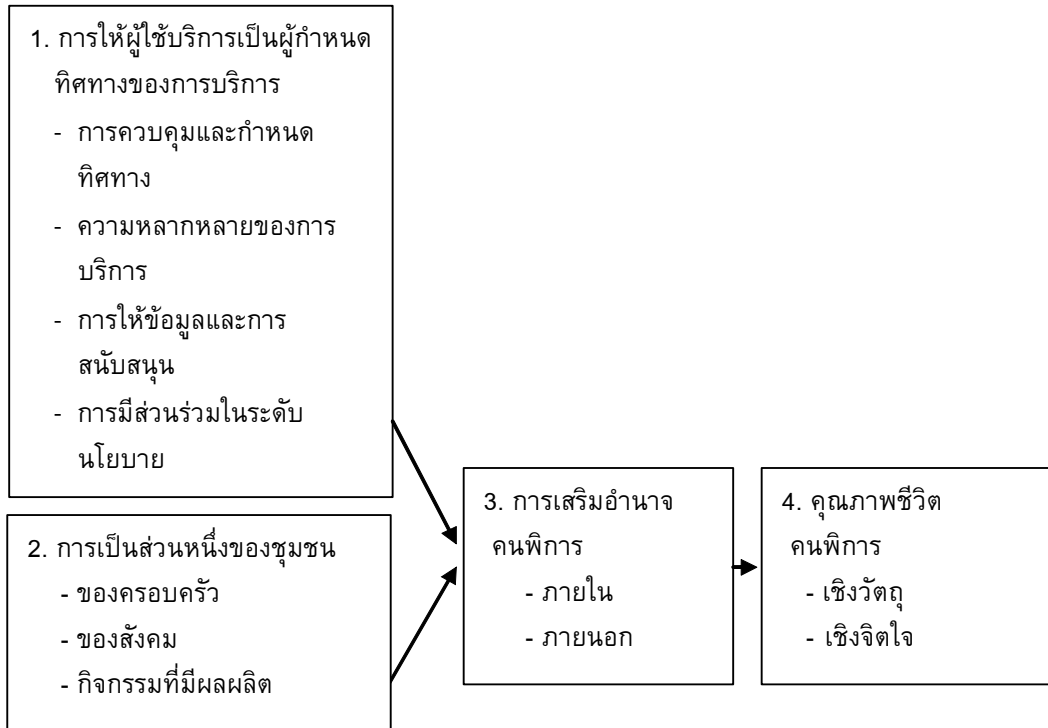 1. การให้ผู้ใช้บริการเป็นผู้กำหนด
ทิศทางของการบริการ
- การควบคุมและกำหนด
ทิศทาง
- ความหลากหลายของการ
บริการ
- การให้ข้อมูลและการ
สนับสนุน
- การมีส่วนร่วมในระดับ
นโยบาย
2. การเป็นส่วนหนึ่งของชุมชน
- ของครอบครัว
- ของสังคม
- กิจกรรมที่มีผลผลิต
3. การเสริมอำนาจ
คนพิการ
- ภายใน
- ภายนอก
4. คุณภาพชีวิต
คนพิการ
- เชิงวัตถุ
- เชิงจิตใจ